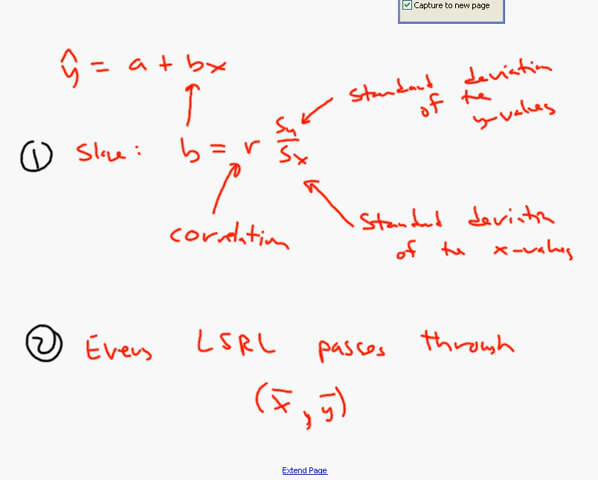 Capture to new page
ŷ = a + bx
① Slope: b = r Sy/Sx
Standard deviation
of the
y-values
correlation
Standard deviation
of the x-values
② Every LSRL passes through
(x̄, ȳ)
Extend Page